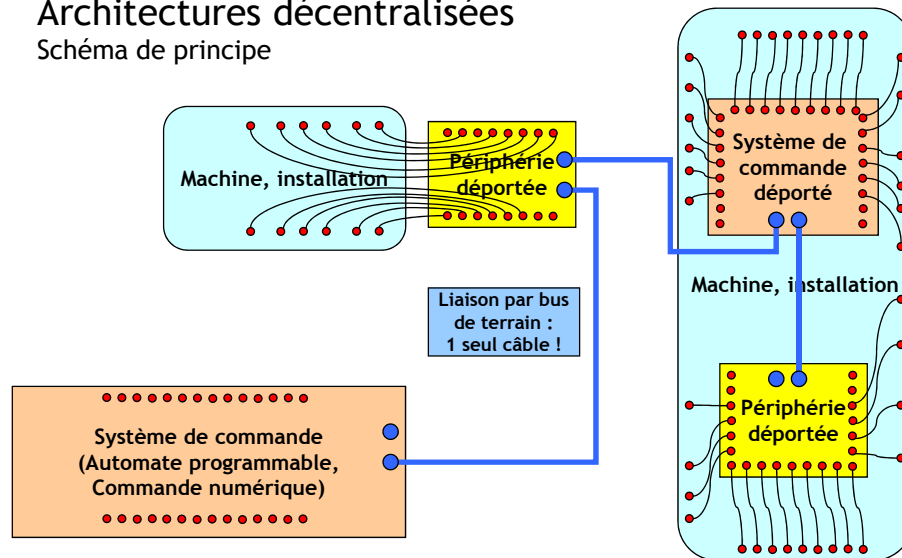 Architectures décentralisées
Schéma de principe
Machine, installation
Périphérie
déportée
Système de
commande
déporté
Liaison par bus
de terrain :
1 seul câble !
Machine, installation
Système de commande
(Automate programmable,
Commande numérique)
Périphérie
déportée